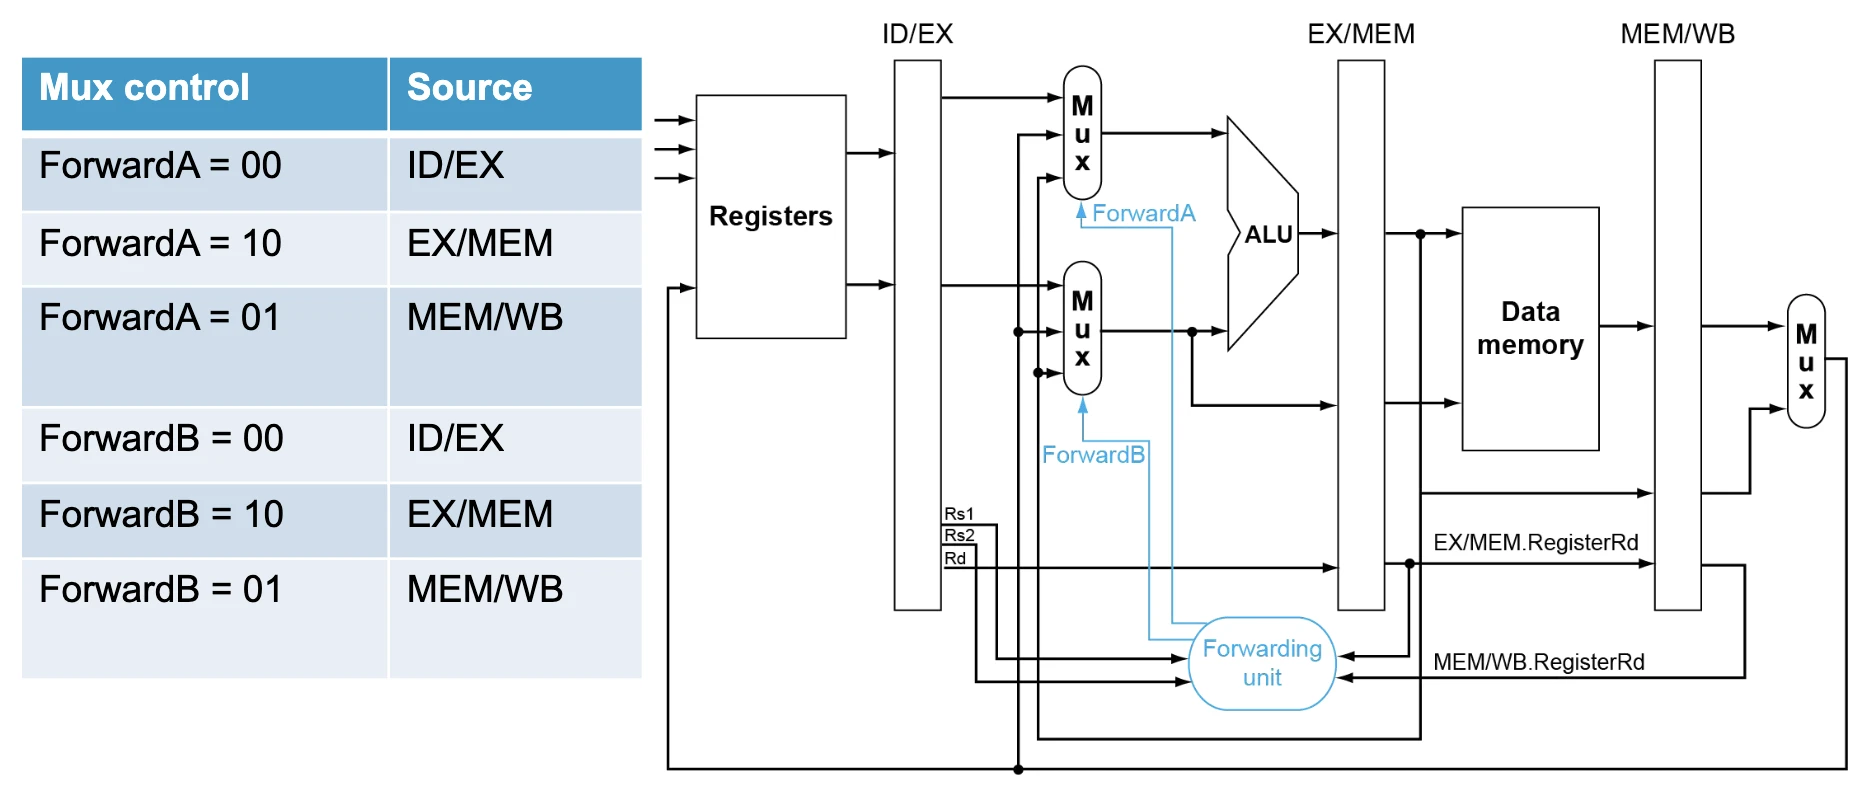 Mux control Source
ForwardA = 00 ID/EX
ForwardA = 10 EX/MEM
ForwardA = 01 MEM/WB
ForwardB = 00 ID/EX
ForwardB = 10 EX/MEM
ForwardB = 01 MEM/WB
ID/EX EX/MEM MEM/WB
Registers
M
u
x
ForwardA
M
u
x
ForwardB
ALU
Data
memory
M
u
x
Rs1
Rs2
Rd
EX/MEM.RegisterRd
Forwarding
unit
MEM/WB.RegisterRd